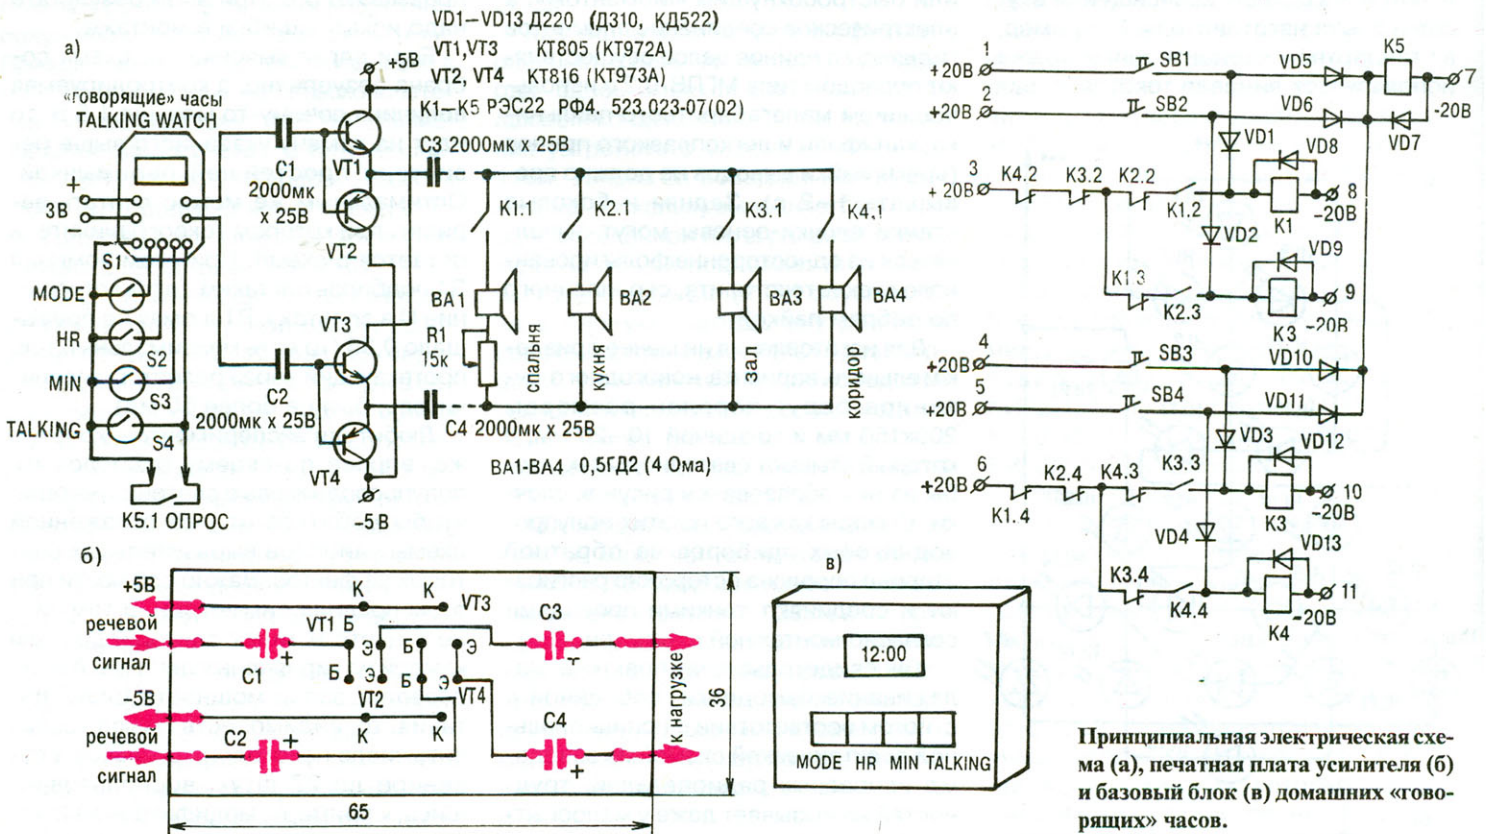 VD1–VD13 Д220 (Д310, КД522)
VT1,VT3 КТ805 (КТ972А)
VT2, VT4 КТ816 (КТ973А)
К1–К5 РЭС22 РФ4. 523.023-07(02)
а)
+5В
«говорящие» часы
TALKING WATCH
С1
2000мк
х 25В
VT1
С3 2000мк х 25В
VT2
+
3В
-
S1
MODE
HR
S2
MIN
S3
TALKING
S4
К5.1 ОПРОС
VT3
С2
2000мк х 25В
VT4
–5В
К1.1
К2.1
К3.1
К4.1
ВА1
ВА2
ВА3
ВА4
R1
15к
спальня
кухня
зал
коридор
С4 2000мк х 25В
ВА1-ВА4 0,5ГД2 (4 Ома)
1
+20В
SB1
VD5
К5
7
-20В
2
+20В
SB2
VD6
VD7
VD1
VD8
3
+20В
К4.2
К3.2
К2.2
К1.2
К1
8
-20В
VD2
VD9
К1.3
К2.3
К3
9
-20В
4
+20В
SB3
VD10
5
+20В
SB4
VD11
VD3
VD12
6
+20В
К1.4
К2.4
К4.3
К3.3
К3
10
-20В
VD4
VD13
К3.4
К4.4
К4
11
-20В
б)
+5В
К
К
VT3
речевой
сигнал
С1
+
VT1
Б
Э
Б
Э
С3
+
Б
Э
Б
Э
VT2
VT4
-5В
К
К
речевой
сигнал
С2
+
С4
+
к нагрузке
36
65
в)
12:00
MODE HR MIN TALKING
Принципиальная электрическая схе-
ма (а), печатная плата усилителя (б)
и базовый блок (в) домашних «гово-
рящих» часов.